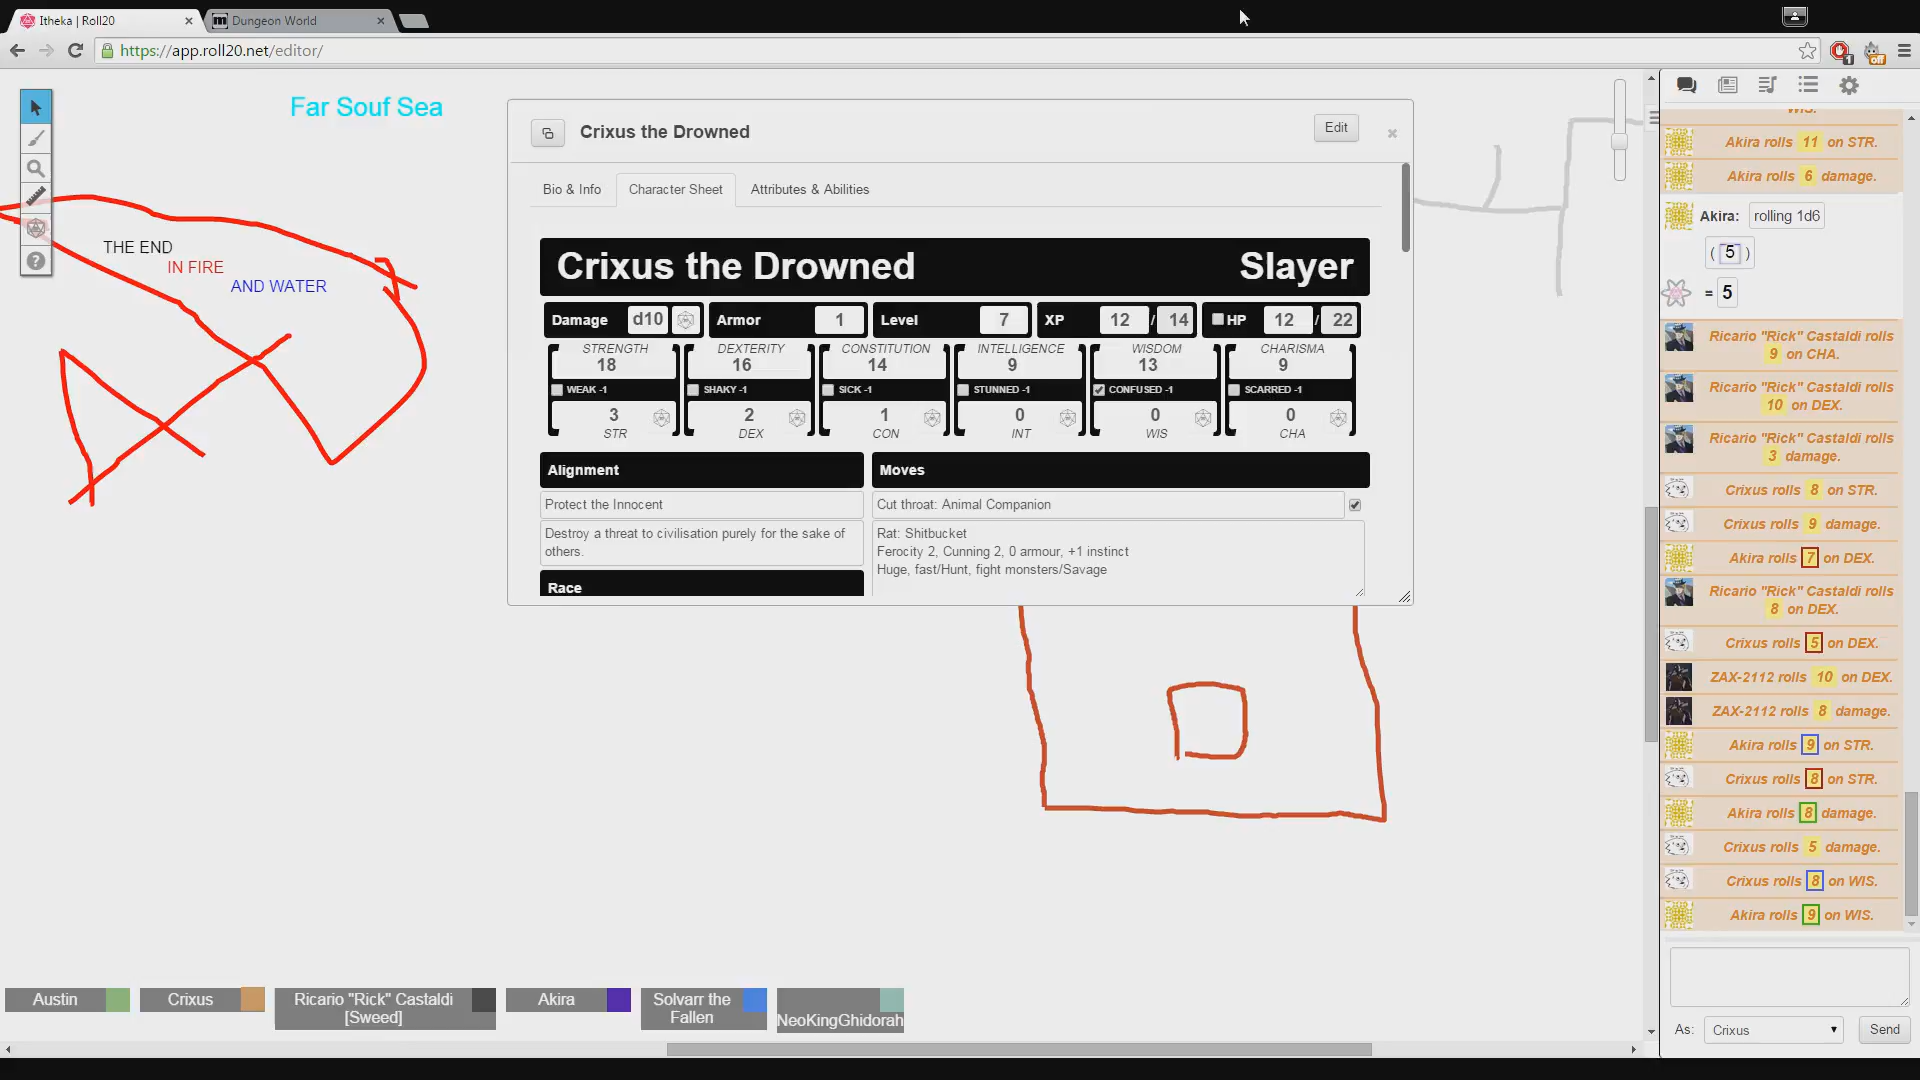 Itheka | Roll20
Dungeon World
https://app.roll20.net/editor/
Far Souf Sea
THE END
IN FIRE
AND WATER
Crixus the Drowned
Edit
Bio & Info
Character Sheet
Attributes & Abilities
Crixus the Drowned
Slayer
Damage d10
Armor 1
Level 7
XP 12 / 14
HP 12 / 22
STRENGTH DEXTERITY CONSTITUTION INTELLIGENCE WISDOM CHARISMA
18 16 14 9 13 9
WEAK -1 SHAKY -1 SICK -1 STUNNED -1 CONFUSED -1 SCARRED -1
3 2 1 0 0 0
STR DEX CON INT WIS CHA
Alignment
Protect the Innocent
Destroy a threat to civilisation purely for the sake of
others.
Race
Moves
Cut throat: Animal Companion
Rat: Shitbucket
Ferocity 2, Cunning 2, 0 armour, +1 instinct
Huge, fast/Hunt, fight monsters/Savage
WIS.
Akira rolls 11 on STR.
Akira rolls 6 damage.
Akira: rolling 1d6
( 5 )
= 5
Ricario "Rick" Castaldi rolls
9 on CHA.
Ricario "Rick" Castaldi rolls
10 on DEX.
Ricario "Rick" Castaldi rolls
3 damage.
Crixus rolls 8 on STR.
Crixus rolls 9 damage.
Akira rolls 7 on DEX.
Ricario "Rick" Castaldi rolls
8 on DEX.
Crixus rolls 5 on DEX.
ZAX-2112 rolls 10 on DEX.
ZAX-2112 rolls 8 damage.
Akira rolls 9 on STR.
Crixus rolls 8 on STR.
Akira rolls 8 damage.
Crixus rolls 5 damage.
Crixus rolls 8 on WIS.
Akira rolls 9 on WIS.
As: Crixus
Send
Austin
Crixus
Ricario "Rick" Castaldi
[Sweed]
Akira
Solvarr the
Fallen
NeoKingGhidorah